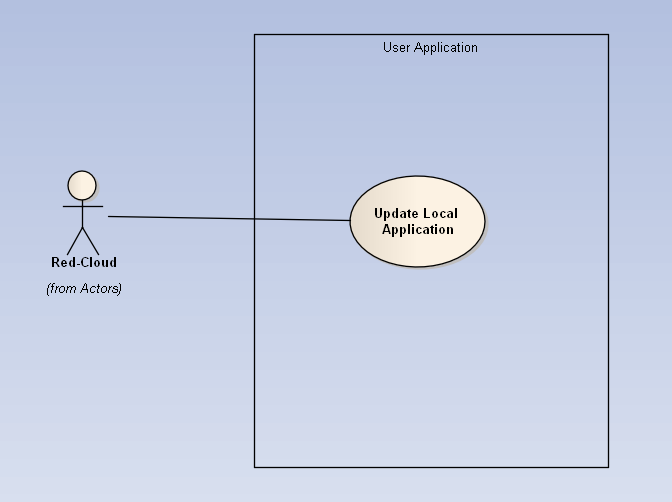 User Application
Update Local
Application
Red-Cloud
(from Actors)